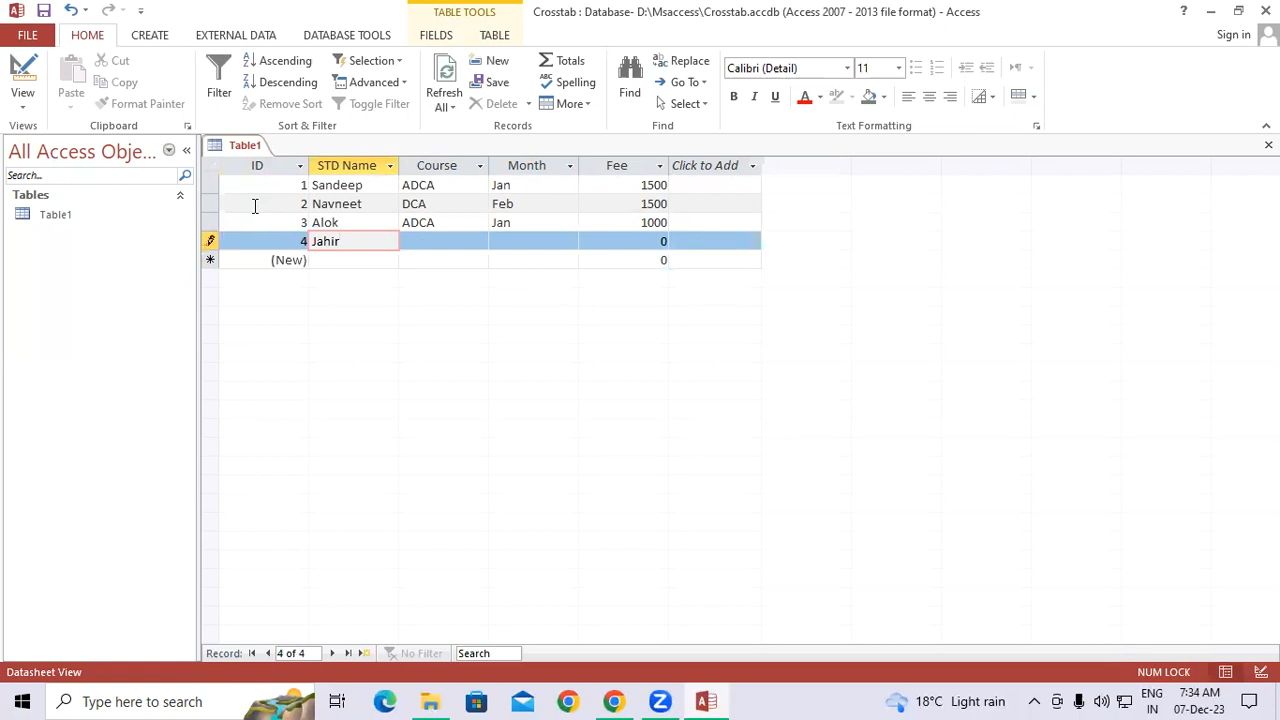 Crosstab : Database- D:\Msaccess\Crosstab.ccdb (Access 2007 - 2013 file format) - Access
TABLE TOOLS
FILE HOME CREATE EXTERNAL DATA DATABASE TOOLS FIELDS TABLE Sign in
View
Views
Paste
Cut
Copy
Format Painter
Clipboard
Filter
Ascending
Descending
Remove Sort
Selection
Advanced
Toggle Filter
Sort & Filter
Refresh
All
New
Save
Delete
Totals
Spelling
More
Records
Find
Replace
Go To
Select
Find
Calibri (Detail) 11
B I U A
Text Formatting
All Access Obje...
Search...
Tables
Table1
Table1
ID STD Name Course Month Fee Click to Add
1 Sandeep ADCA Jan 1500
2 Navneet DCA Feb 1500
3 Alok ADCA Jan 1000
4 Jahir 0
(New) 0
Record: 4 of 4 No Filter Search
Datasheet View NUM LOCK
Type here to search
18°C Light rain
ENG
IN
7:34 AM
07-Dec-23